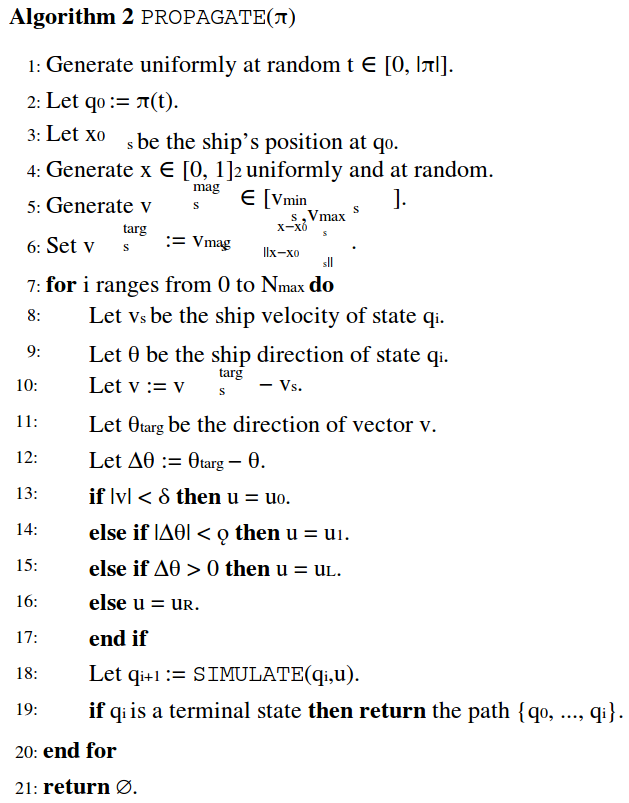 Algorithm 2 PROPAGATE(π)
1: Generate uniformly at random t ∈ [0, |π|].
2: Let q0 := π(t).
3: Let x0 s be the ship's position at q0.
4: Generate x ∈ [0, 1]2 uniformly and at random.
5: Generate v mag s ∈ [vmin s ,vmax s ].
6: Set v targ s := vmag s x−x0 s ||x−x0 s|| .
7: for i ranges from 0 to Nmax do
8: Let vs be the ship velocity of state qi.
9: Let θ be the ship direction of state qi.
10: Let v := v targ s − vs.
11: Let θtarg be the direction of vector v.
12: Let Δθ := θtarg − θ.
13: if |v| < δ then u = u0.
14: else if |Δθ| < ǫ then u = u1.
15: else if Δθ > 0 then u = uL.
16: else u = uR.
17: end if
18: Let qi+1 := SIMULATE(qi,u).
19: if qi is a terminal state then return the path {q0, ..., qi}.
20: end for
21: return ∅.